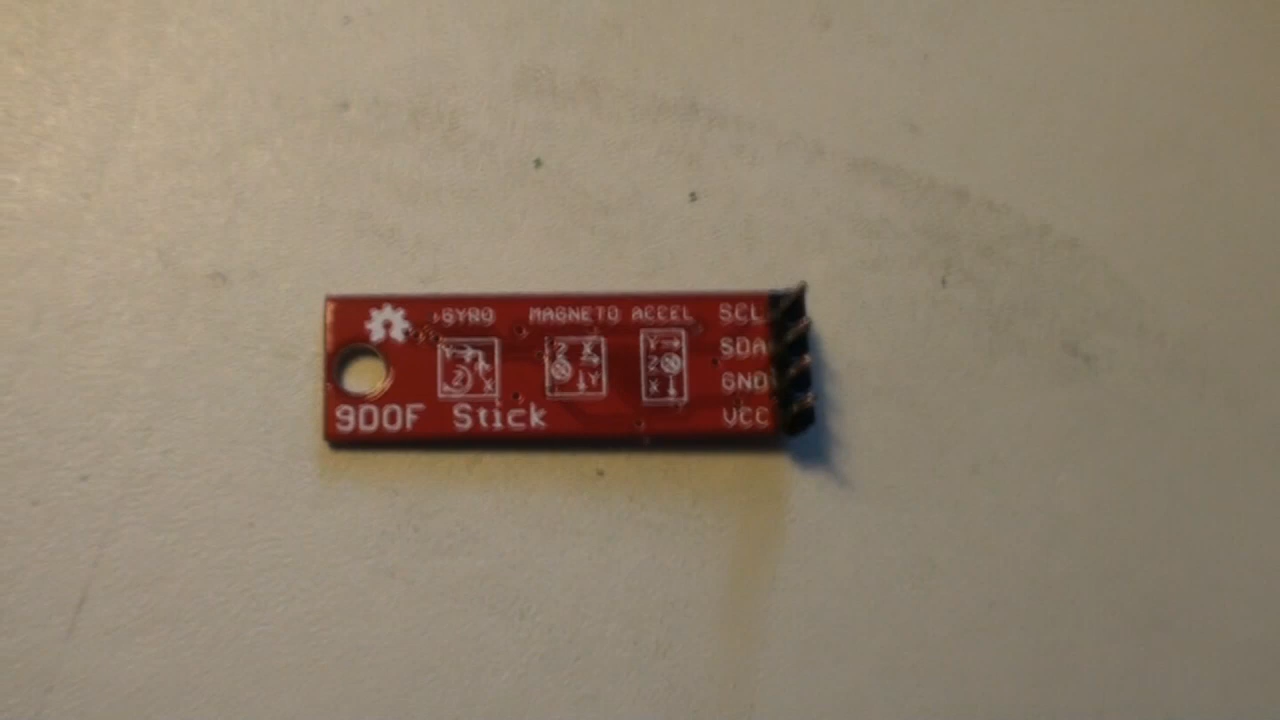 GYRO MAGNETO ACCEL SCL
SDA
GND
VCC
Y
Z X
Z X
Y
Y
Z
X
9DOF Stick